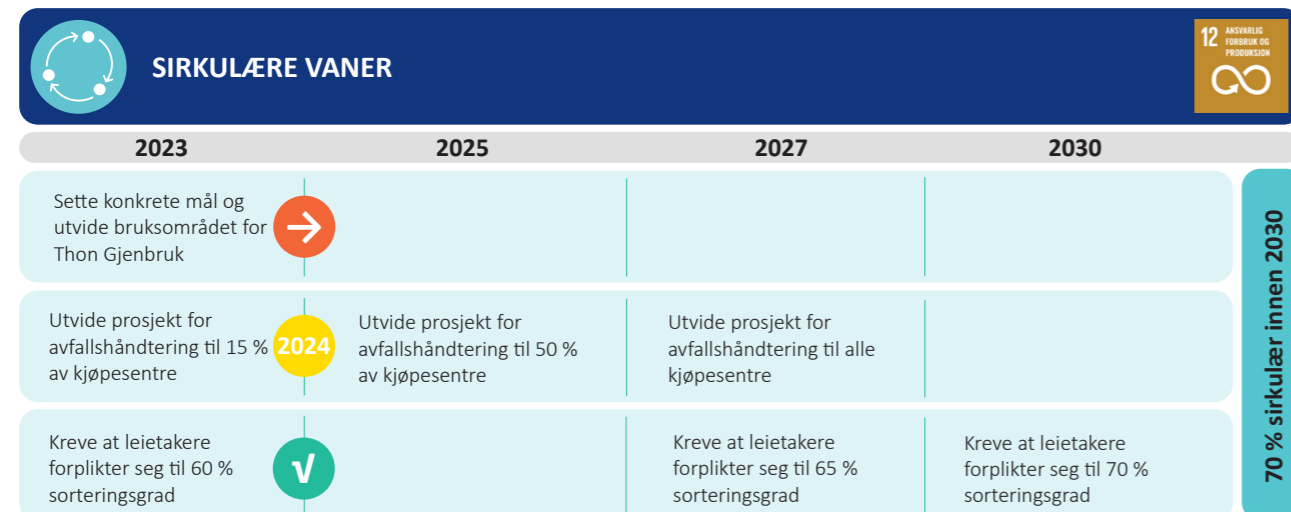 SIRKULÆRE VANER
12 ANSVARLIG
FORBRUK OG
PRODUKSJON
2023
2025
2027
2030
Sette konkrete mål og
utvide bruksområdet for
Thon Gjenbruk
Utvide prosjekt for
avfallshåndtering til 15 %
av kjøpesentre
2024
Utvide prosjekt for
avfallshåndtering til 50 %
av kjøpesentre
Utvide prosjekt for
avfallshåndtering til alle
kjøpesentre
Kreve at leietakere
forplikter seg til 60 %
sorteringsgrad
√
Kreve at leietakere
forplikter seg til 65 %
sorteringsgrad
Kreve at leietakere
forplikter seg til 70 %
sorteringsgrad
70 % sirkulær innen 2030